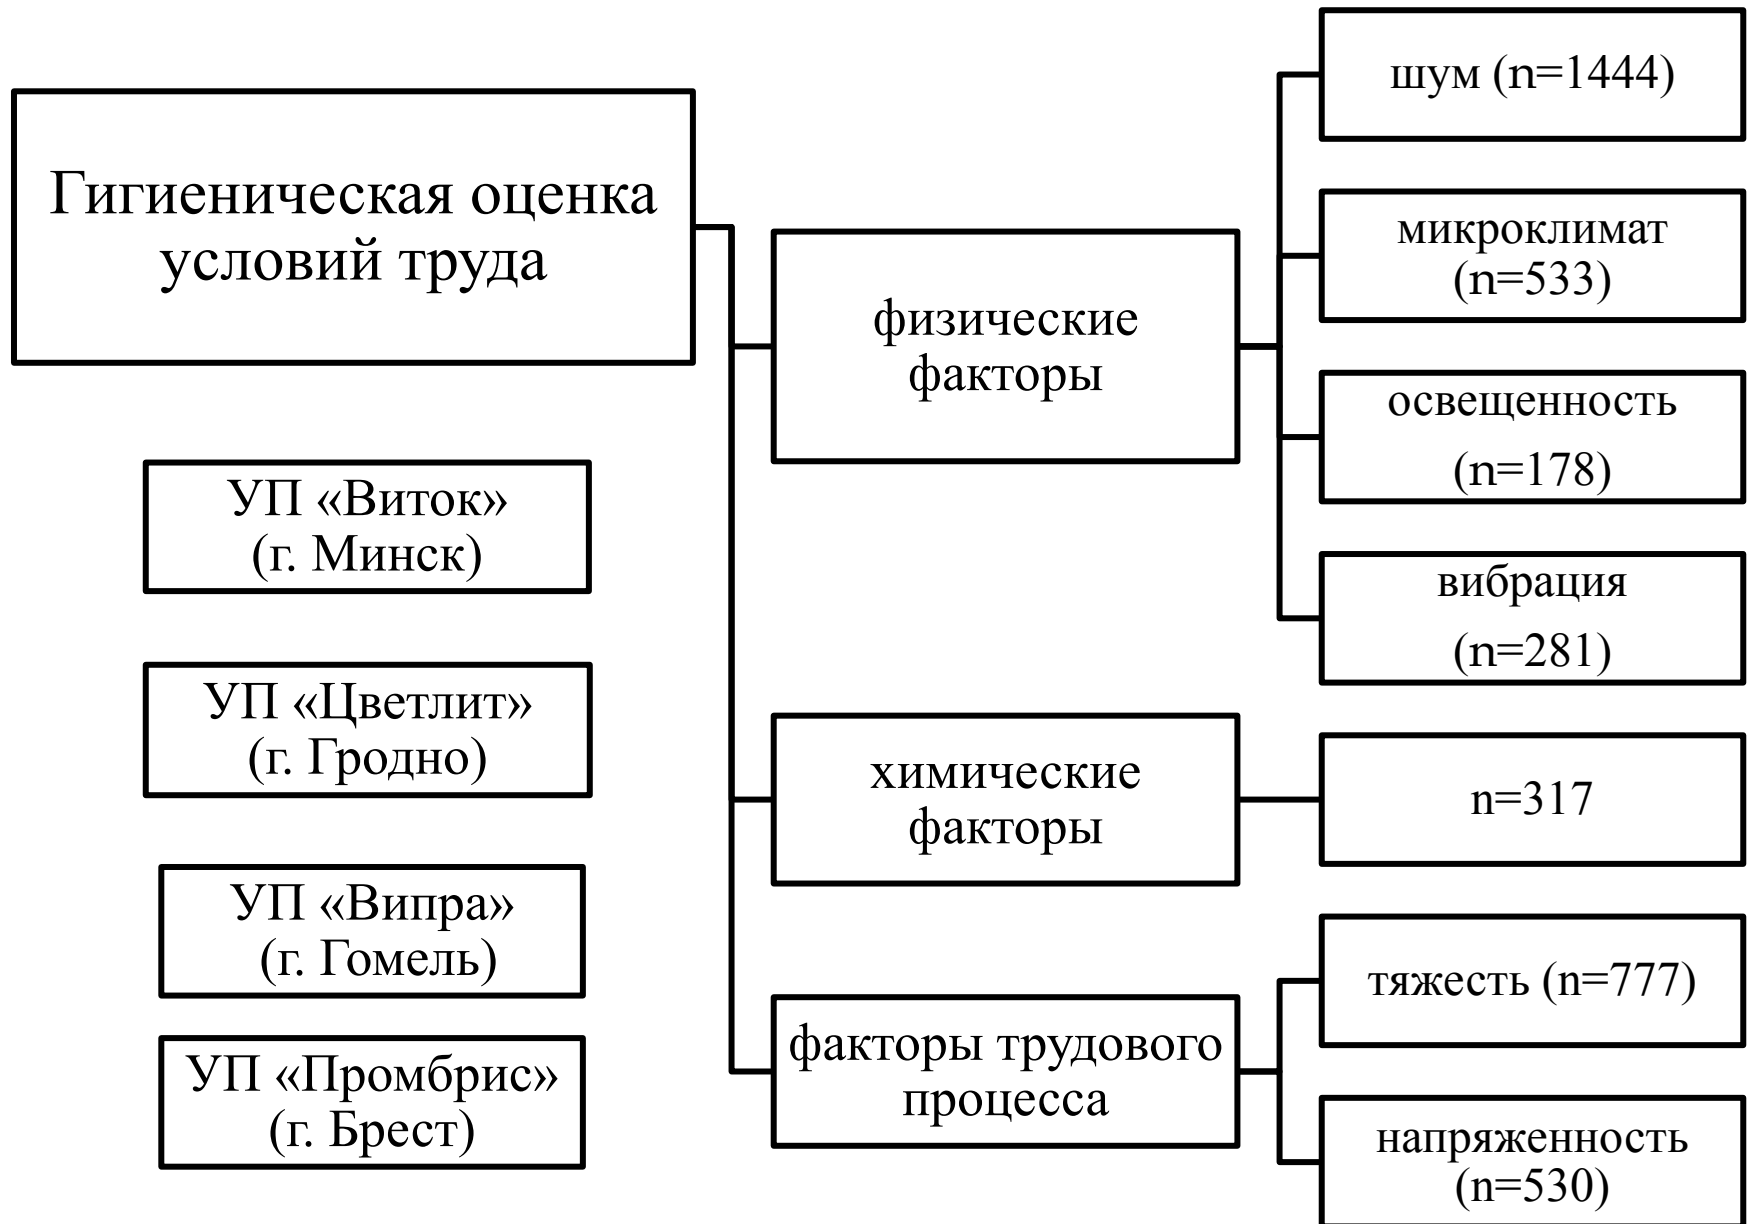 Гигиеническая оценка
условий труда
УП «Виток»
(г. Минск)
УП «Цветлит»
(г. Гродно)
УП «Випра»
(г. Гомель)
УП «Промбрис»
(г. Брест)
физические
факторы
шум (n=1444)
микроклимат
(n=533)
освещенность
(n=178)
вибрация
(n=281)
химические
факторы
n=317
факторы трудового
процесса
тяжесть (n=777)
напряженность
(n=530)